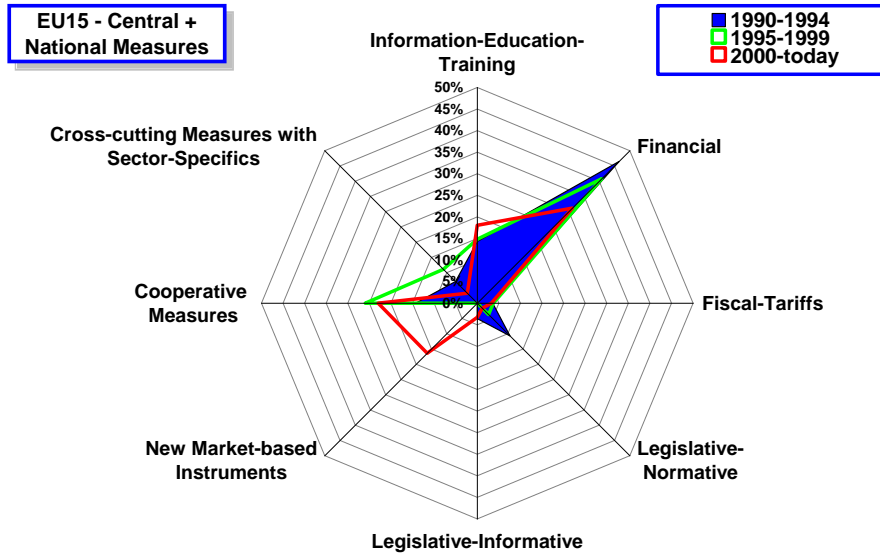 EU15 - Central +
National Measures
1990-1994
1995-1999
2000-today
Information-Education-
Training
50%
45%
40%
35%
30%
25%
20%
15%
10%
5%
0%
Cross-cutting Measures with
Sector-Specifics
Financial
Cooperative
Measures
Fiscal-Tariffs
New Market-based
Instruments
Legislative-
Normative
Legislative-Informative